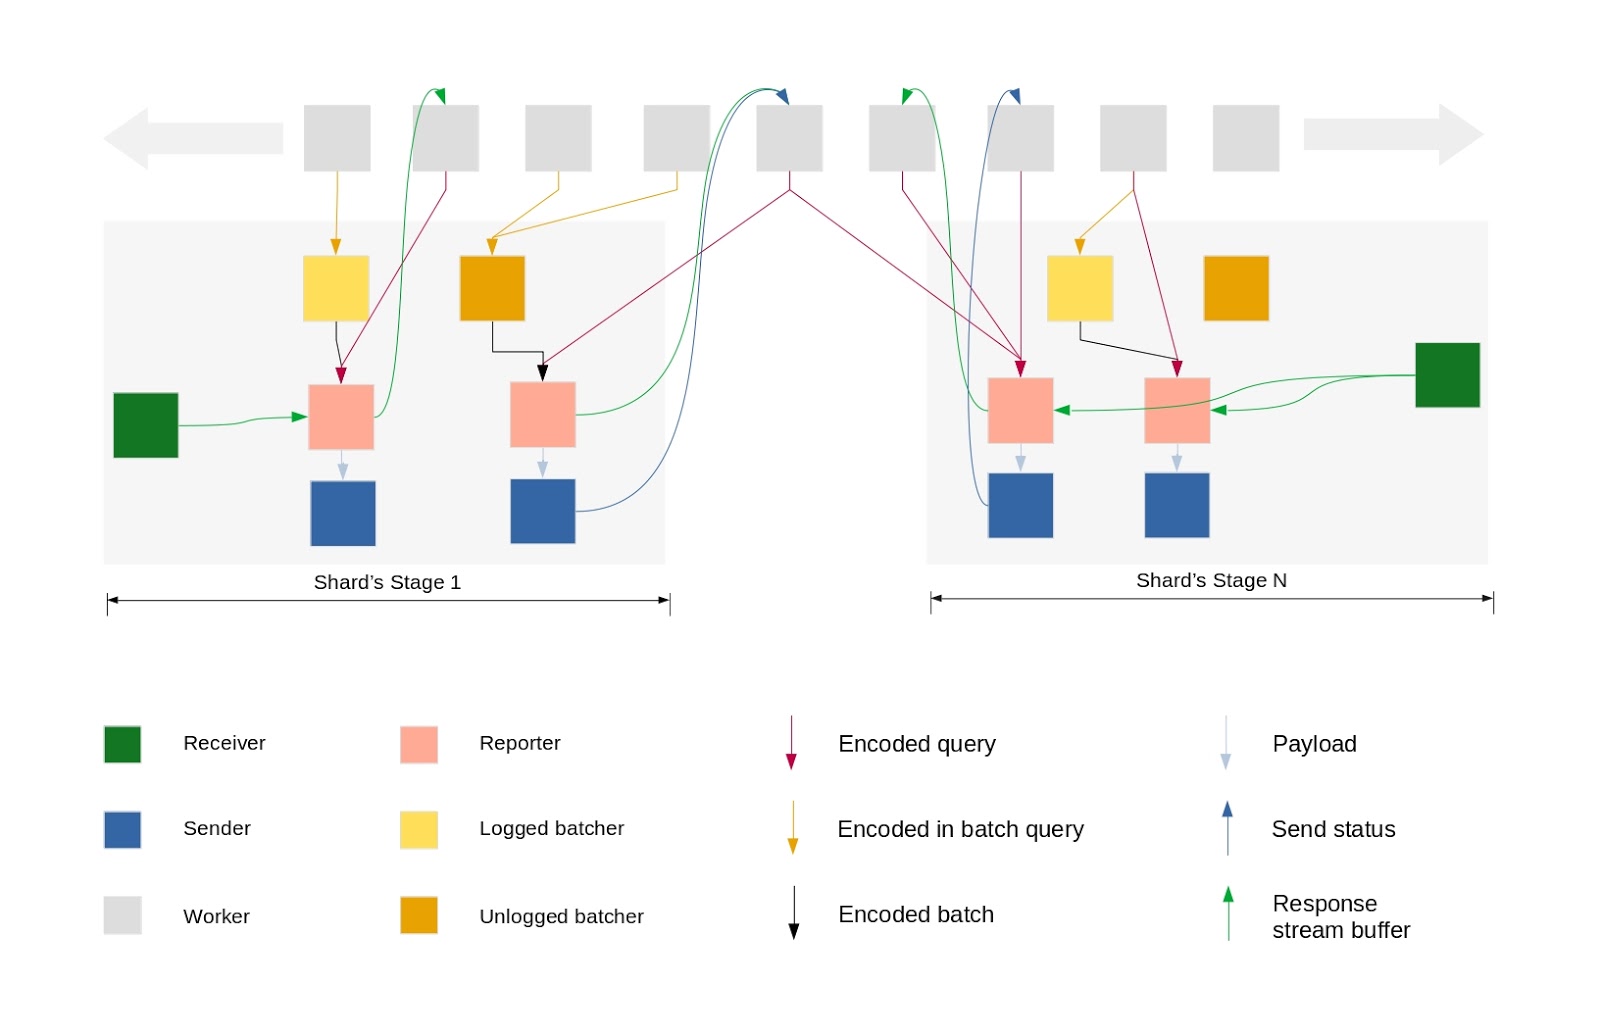 Shard’s Stage 1
Shard’s Stage N
Receiver
Reporter
Encoded query
Payload
Sender
Logged batcher
Encoded in batch query
Send status
Worker
Unlogged batcher
Encoded batch
Response
stream buffer